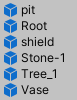 pit
Root
shield
Stone-1
Tree_1
Vase